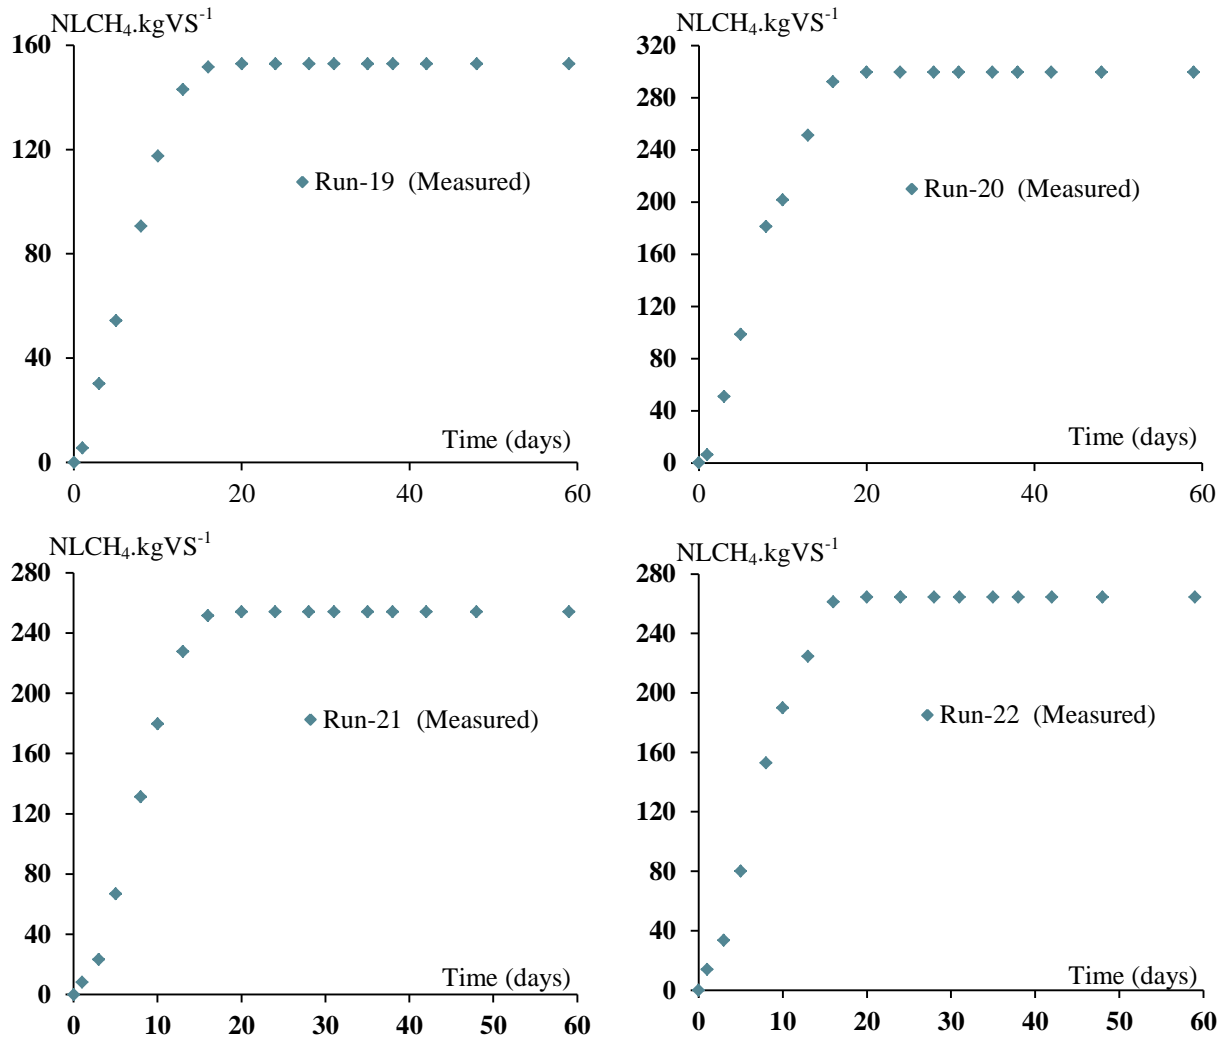 NLCH₄.kgVS⁻¹
160
120
80
40
0
0 20 40 60
Time (days)
Run-19 (Measured)
NLCH₄.kgVS⁻¹
320
280
240
200
160
120
80
40
0
0 20 40 60
Time (days)
Run-20 (Measured)
NLCH₄.kgVS⁻¹
280
240
200
160
120
80
40
0
0 10 20 30 40 50 60
Time (days)
Run-21 (Measured)
NLCH₄.kgVS⁻¹
280
240
200
160
120
80
40
0
0 10 20 30 40 50 60
Time (days)
Run-22 (Measured)